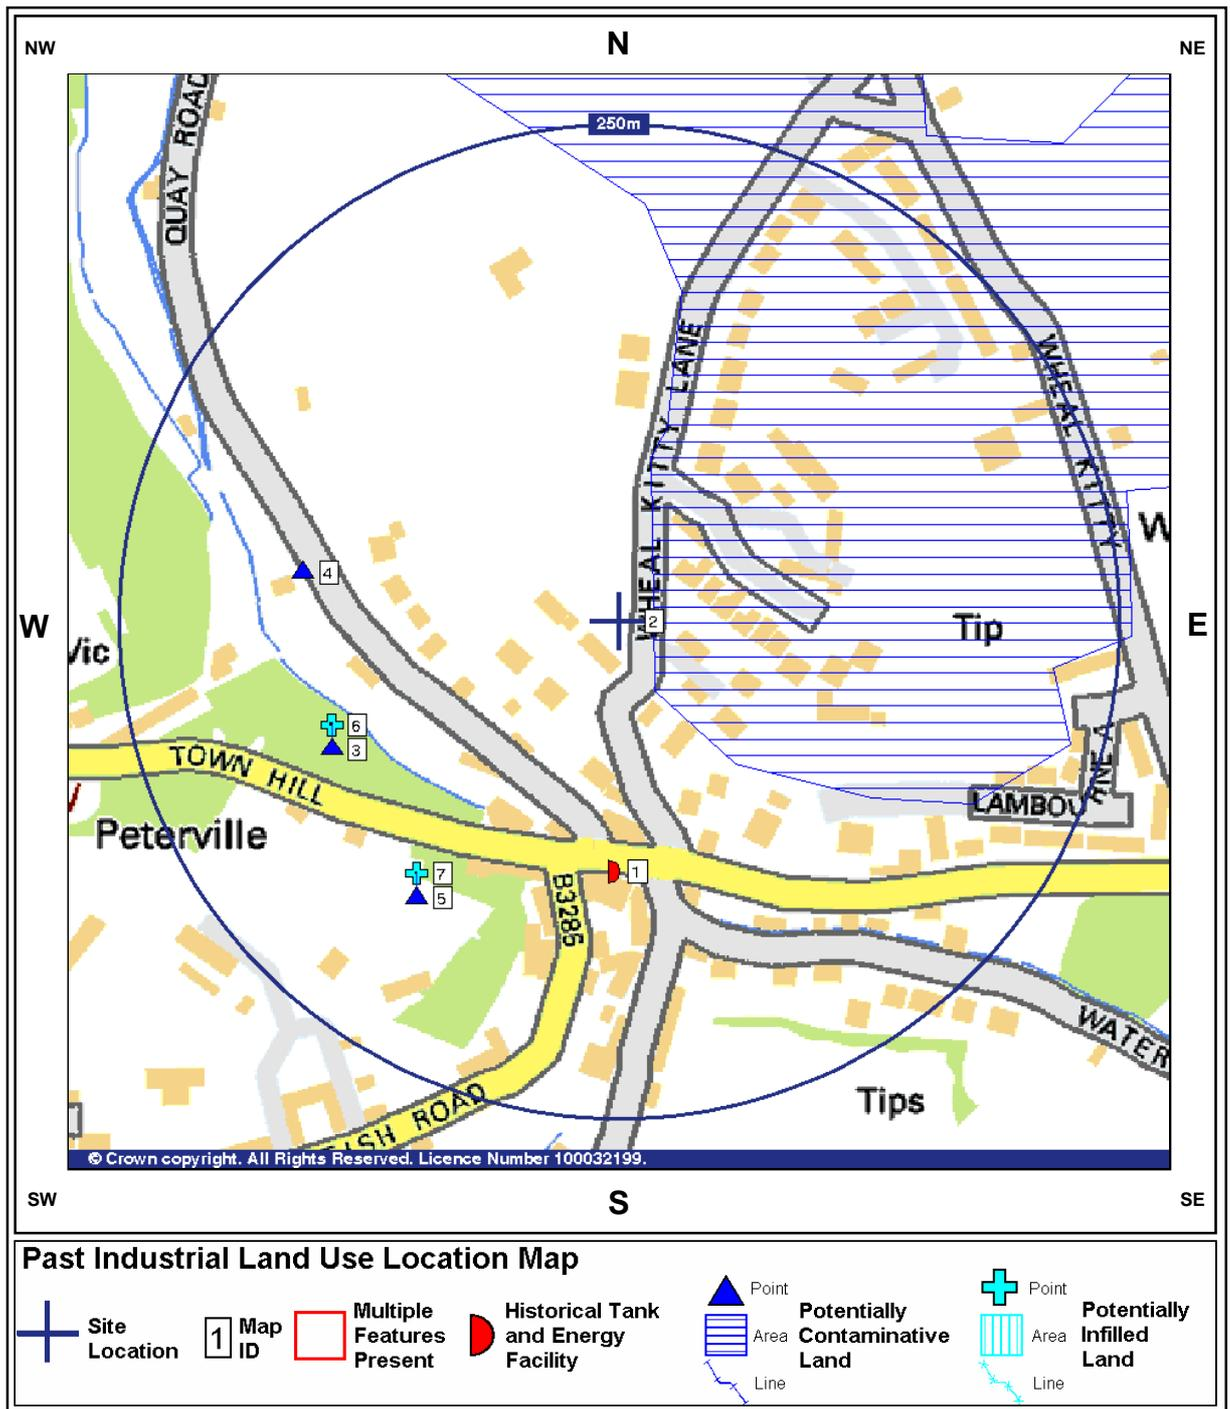 NW
N
NE
250m
QUAY ROAD
WHEAL KITTY LANE
WHEAL KITTY
W
4
W
2
Tip
E
Vic
6
3
TOWN HILL
LAMBOU
RNE A
Peterville
7
5
1
B3285
WATER
Tips
ISH ROAD
© Crown copyright. All Rights Reserved. Licence Number 100032199.
SW
S
SE
Past Industrial Land Use Location Map
Site
Location
1
Map
ID
Multiple
Features
Present
Historical Tank
and Energy
Facility
Point
Area
Line
Potentially
Contaminative
Land
Point
Area
Line
Potentially
Infilled
Land